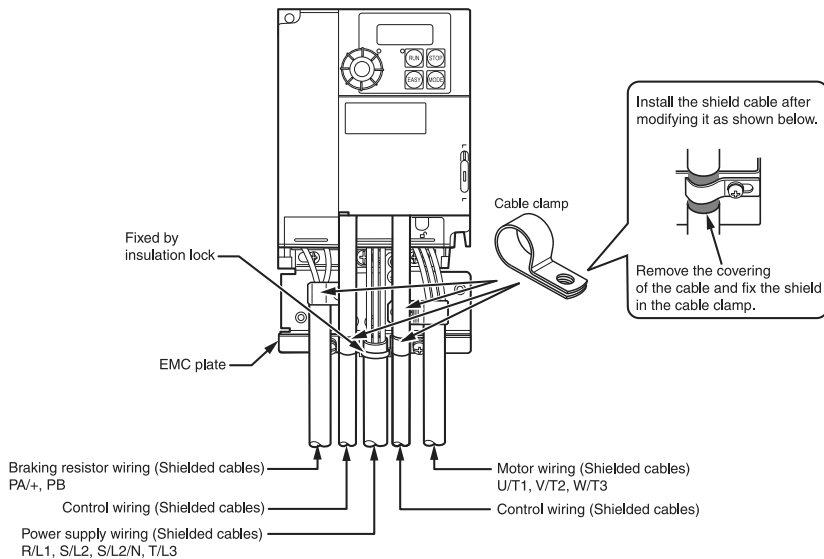 RUN
STOP
EASY
MODE
Install the shield cable after
modifying it as shown below.
Cable clamp
Fixed by
insulation lock
Remove the covering
of the cable and fix the shield
in the cable clamp.
EMC plate
Braking resistor wiring (Shielded cables)
PA/+, PB
Motor wiring (Shielded cables)
U/T1, V/T2, W/T3
Control wiring (Shielded cables)
Control wiring (Shielded cables)
Power supply wiring (Shielded cables)
R/L1, S/L2, S/L2/N, T/L3